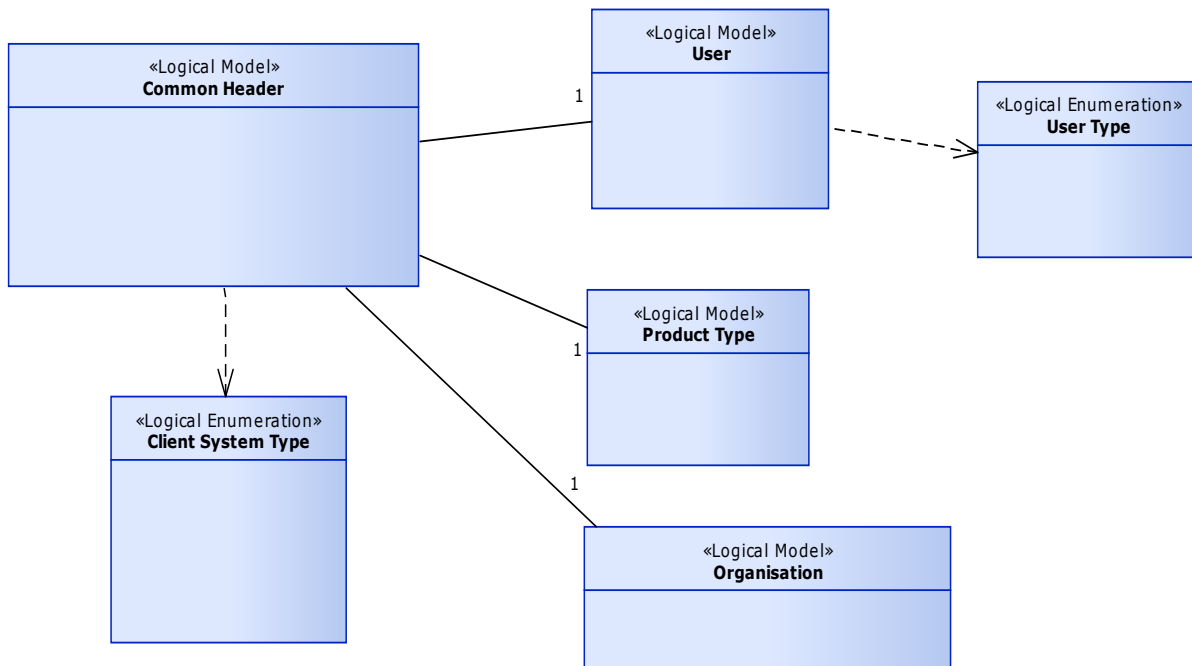 «Logical Model»
Common Header
«Logical Model»
User
1
«Logical Enumeration»
User Type
«Logical Model»
Product Type
1
«Logical Enumeration»
Client System Type
1
«Logical Model»
Organisation